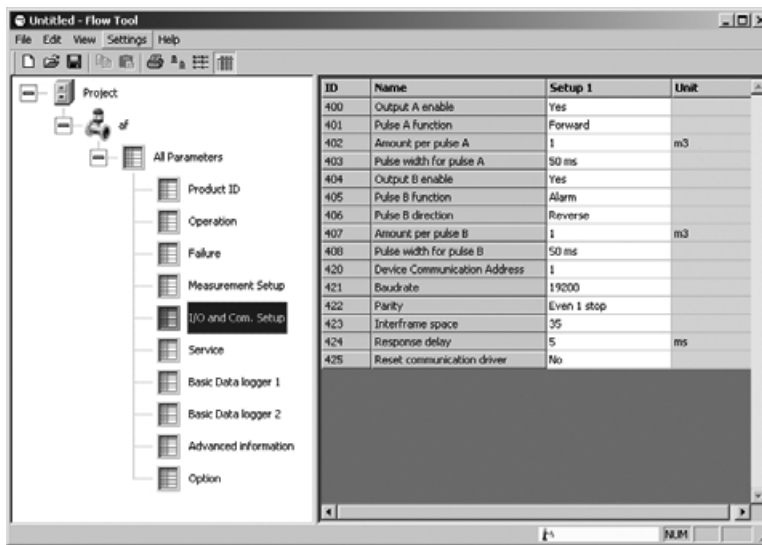 Untitled - Flow Tool
File Edit View Settings Help
Project
af
All Parameters
Product ID
Operation
Failure
Measurement Setup
I/O and Com. Setup
Service
Basic Data logger 1
Basic Data logger 2
Advanced information
Option
ID Name Setup 1 Unit
400 Output A enable Yes
401 Pulse A function Forward
402 Amount per pulse A 1 m3
403 Pulse width for pulse A 50 ms
404 Output B enable Yes
405 Pulse B function Alarm
406 Pulse B direction Reverse
407 Amount per pulse B 1 m3
408 Pulse width for pulse B 50 ms
420 Device Communication Address 1
421 Baudrate 19200
422 Parity Even 1 stop
423 Interframe space 35
424 Response delay 5 ms
425 Reset communication driver No
NUM